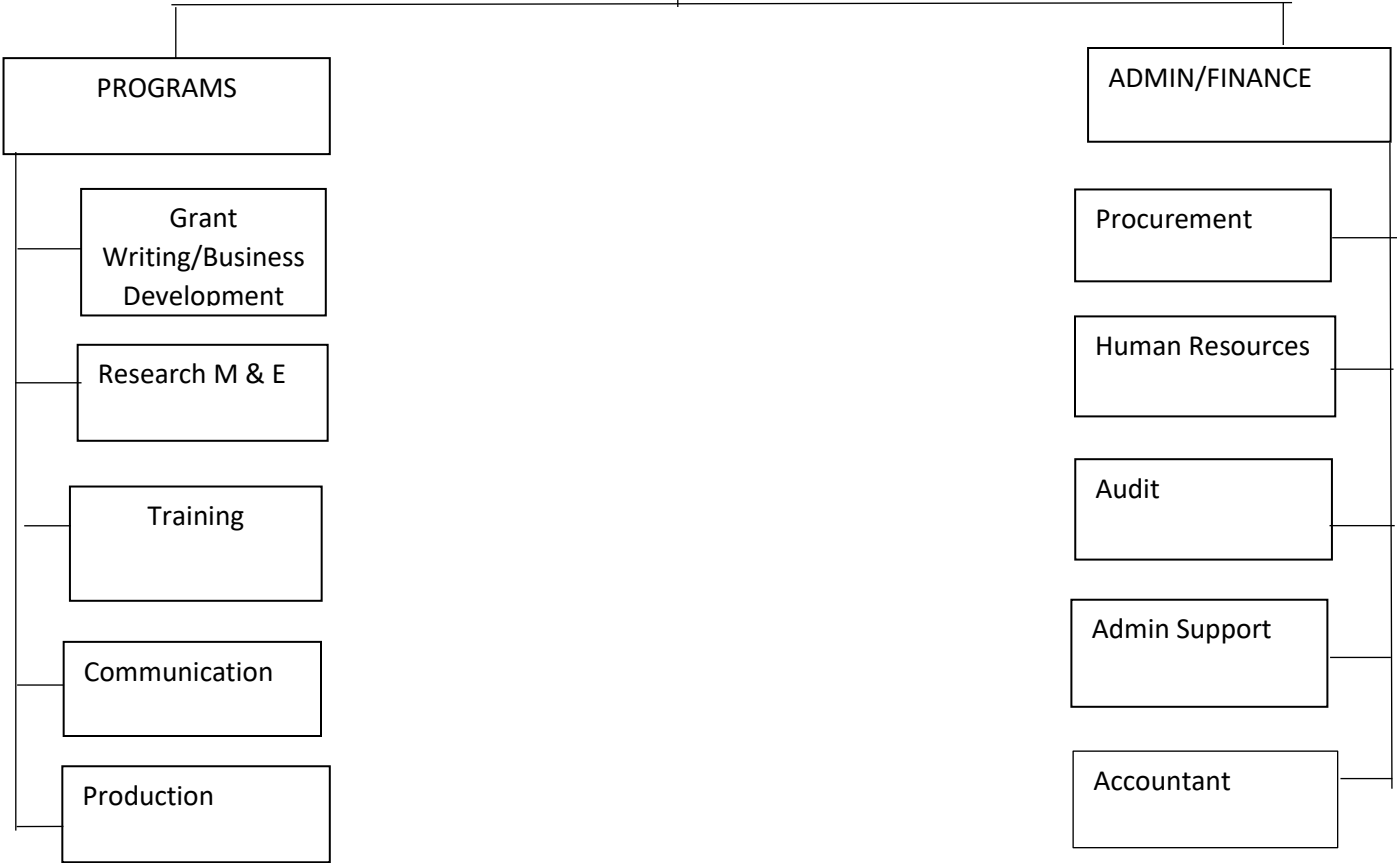 PROGRAMS
Grant
Writing/Business
Development
Research M & E
Training
Communication
Production
ADMIN/FINANCE
Procurement
Human Resources
Audit
Admin Support
Accountant